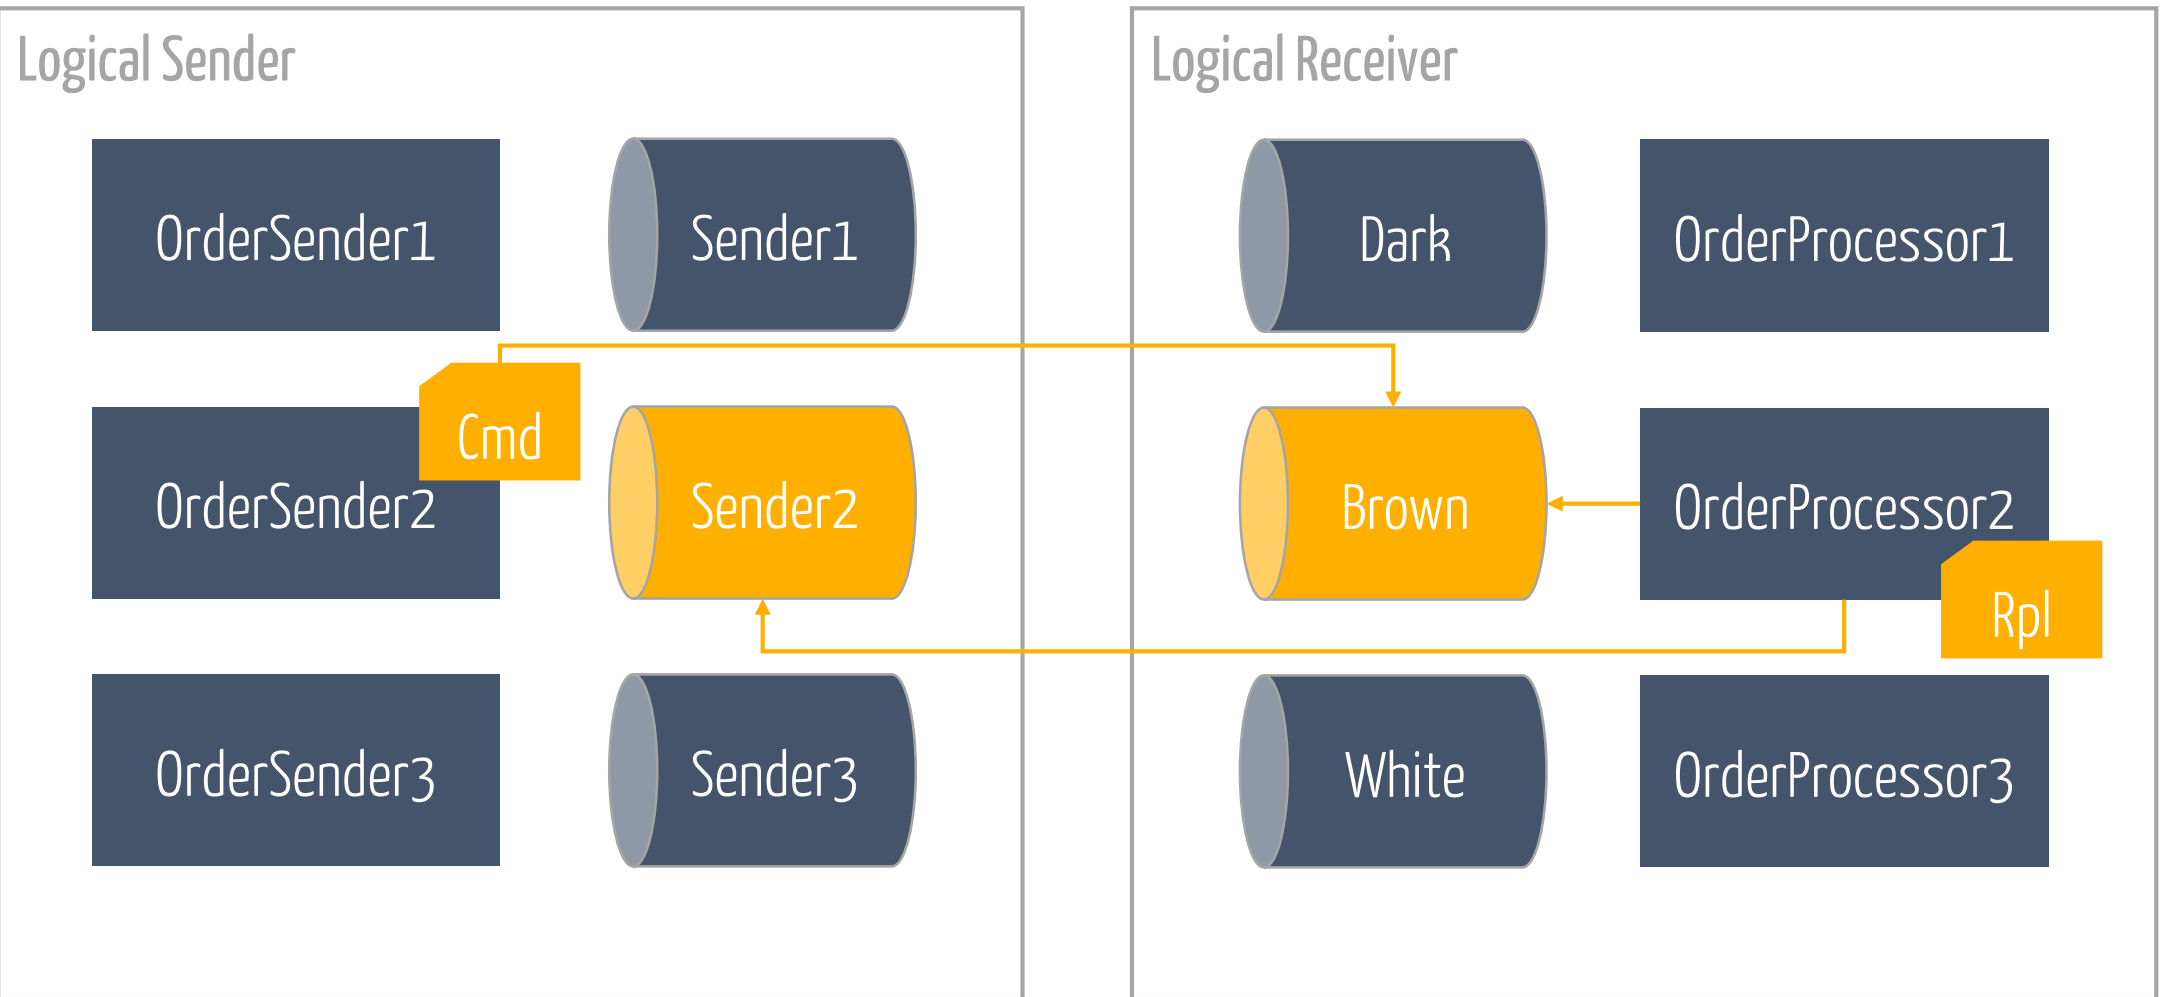 Logical Sender
OrderSender1
Sender1
Cmd
OrderSender2
Sender2
OrderSender3
Sender3
Logical Receiver
Dark
OrderProcessor1
Brown
OrderProcessor2
Rpl
White
OrderProcessor3